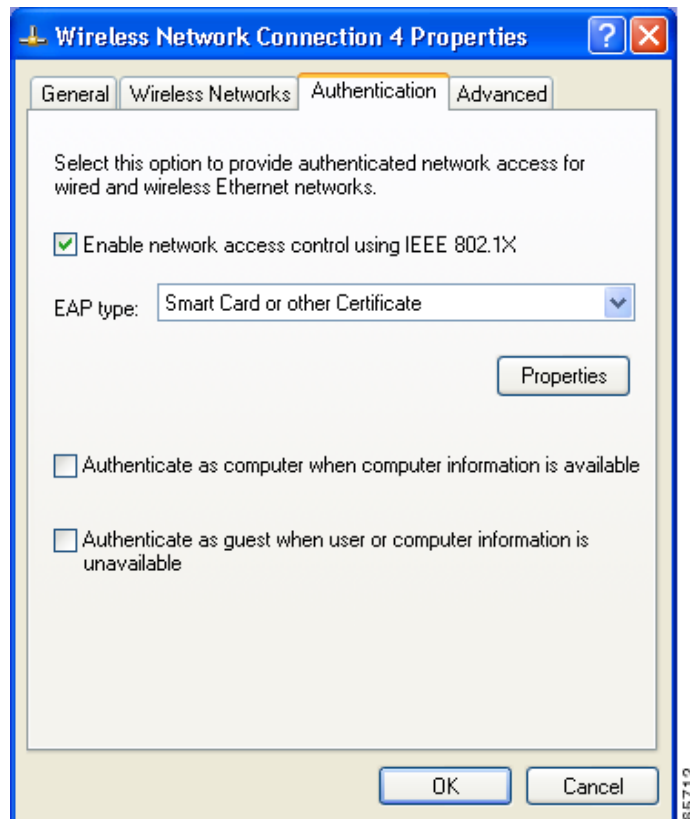 Wireless Network Connection 4 Properties
General Wireless Networks Authentication Advanced
Select this option to provide authenticated network access for
wired and wireless Ethernet networks.
Enable network access control using IEEE 802.1X
EAP type: Smart Card or other Certificate
Properties
Authenticate as computer when computer information is available
Authenticate as guest when user or computer information is
unavailable
OK Cancel